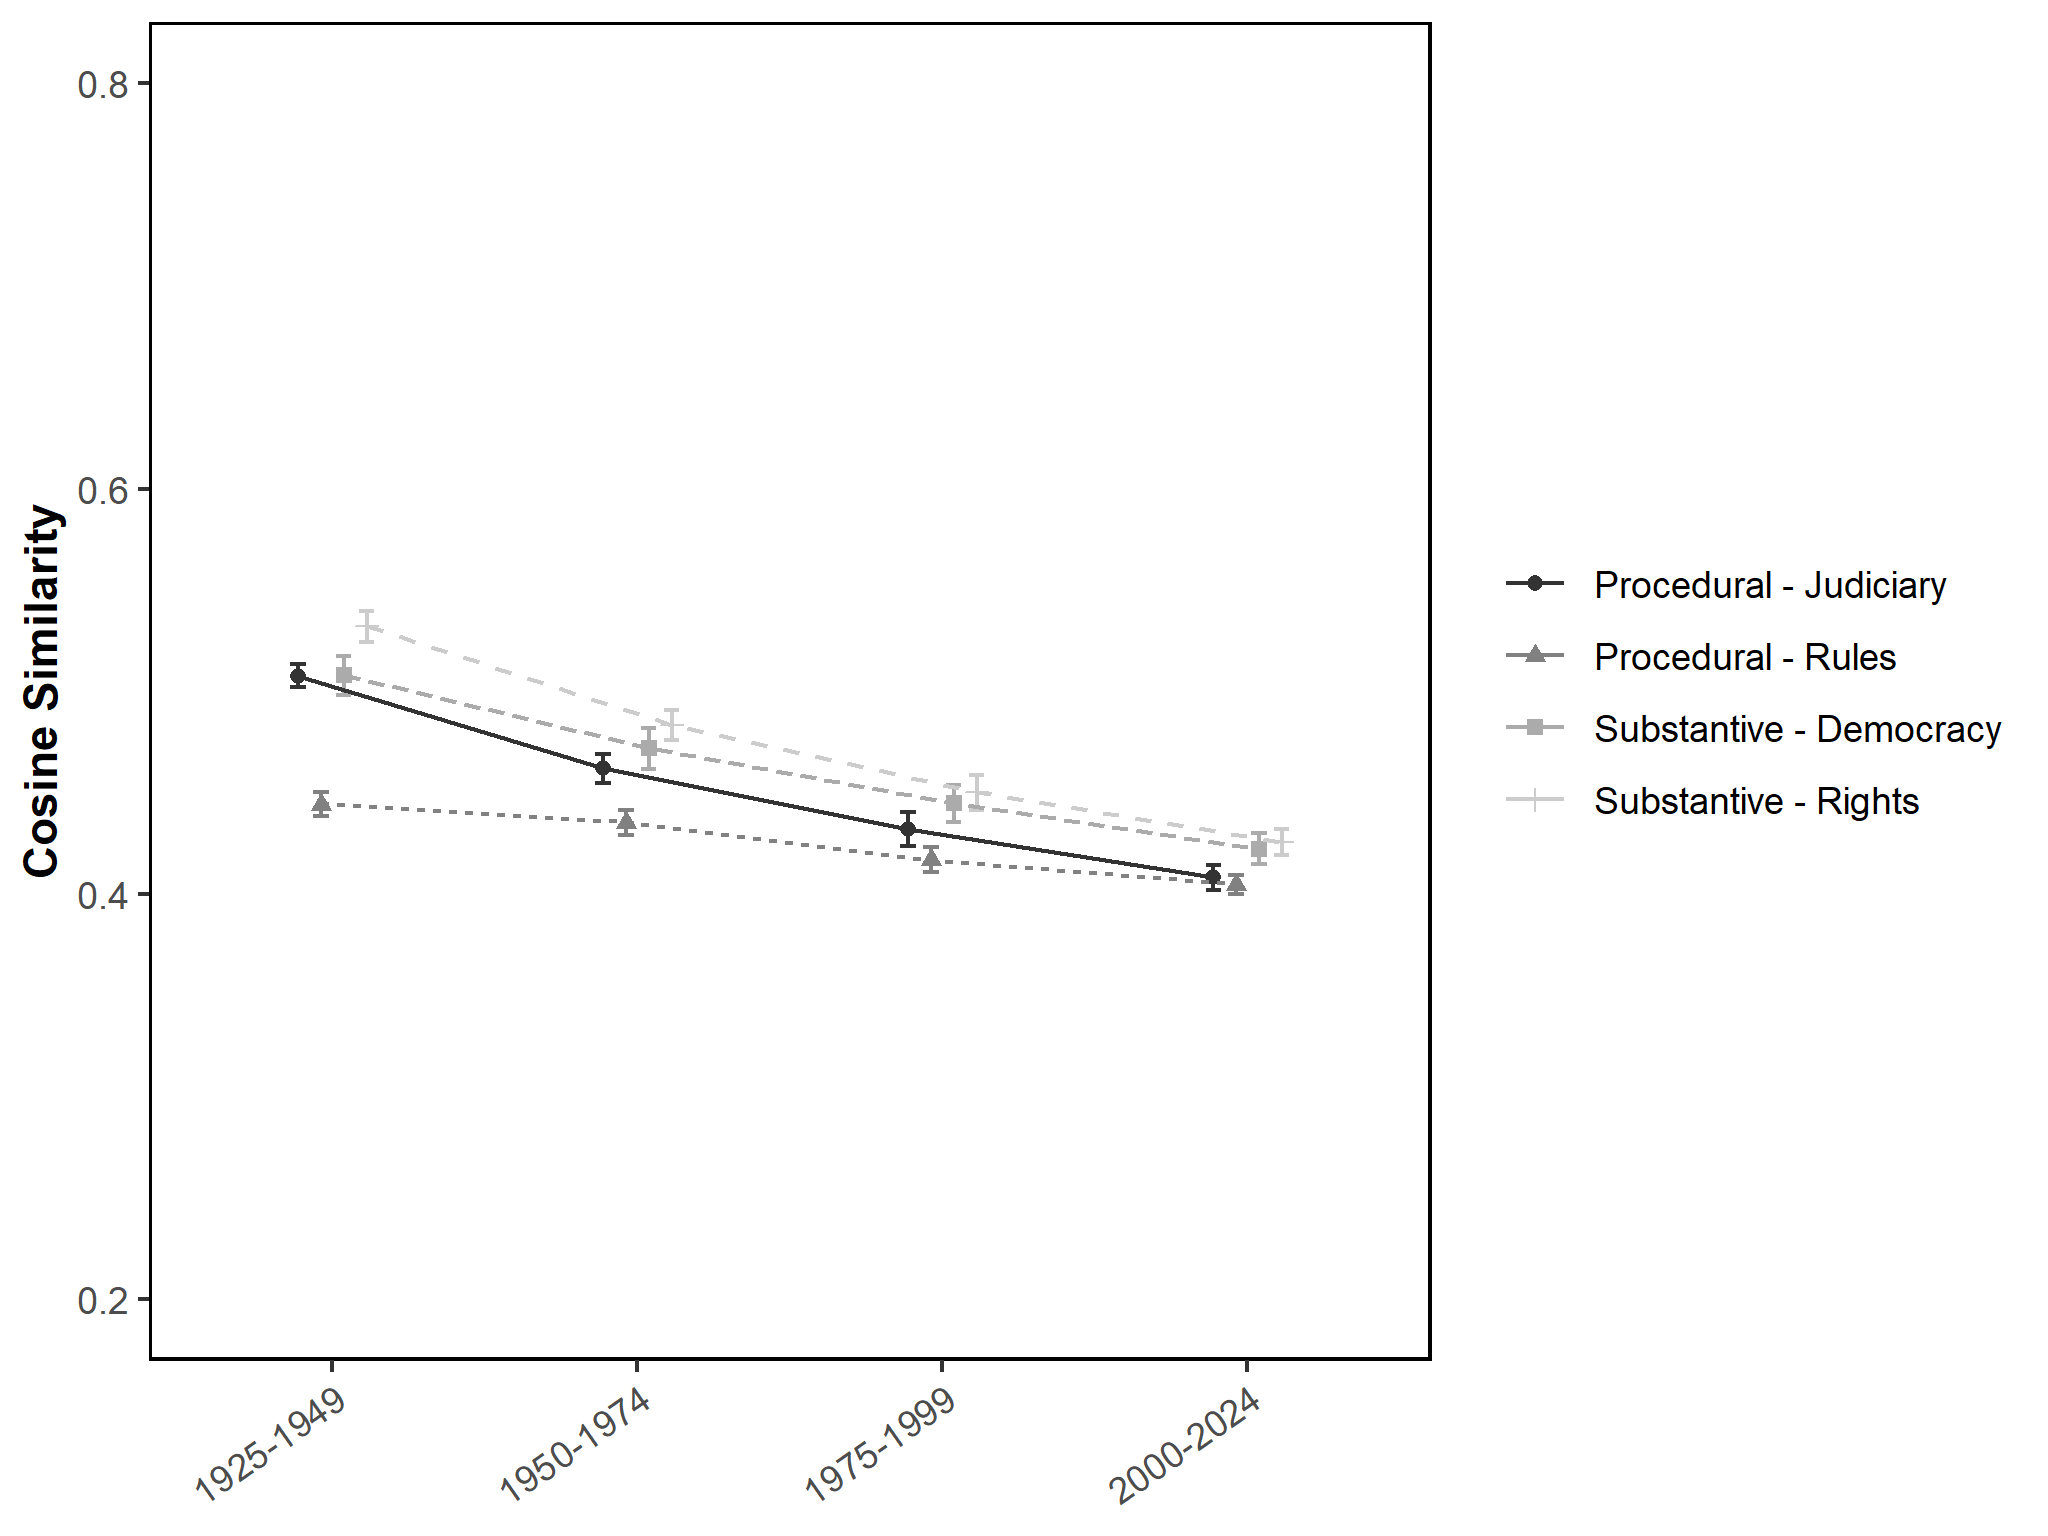 0.8
0.6
0.4
0.2
Cosine Similarity
1925-1949
1950-1974
1975-1999
2000-2024
Procedural - Judiciary
Procedural - Rules
Substantive - Democracy
Substantive - Rights